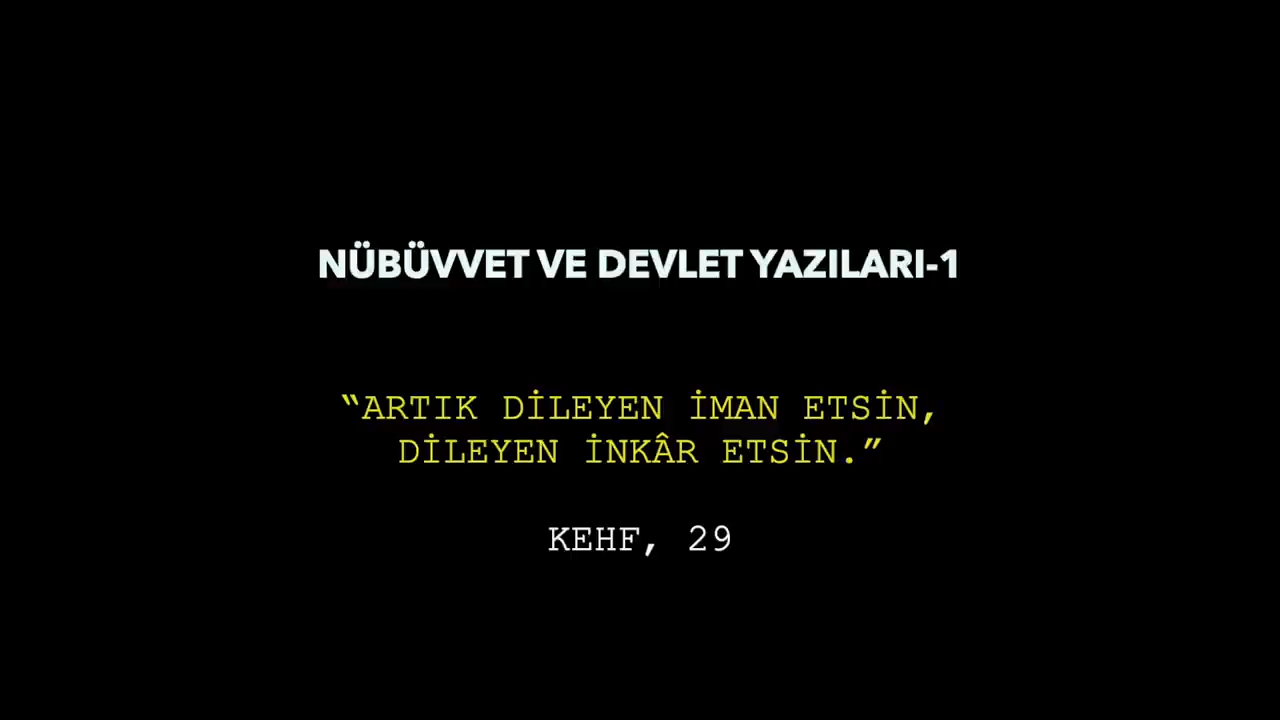 NÜBÜVVET VE DEVLET YAZILARI-1
“ARTIK DİLEYEN İMAN ETSİN,
DİLEYEN İNKÂR ETSİN.”
KEHF, 29